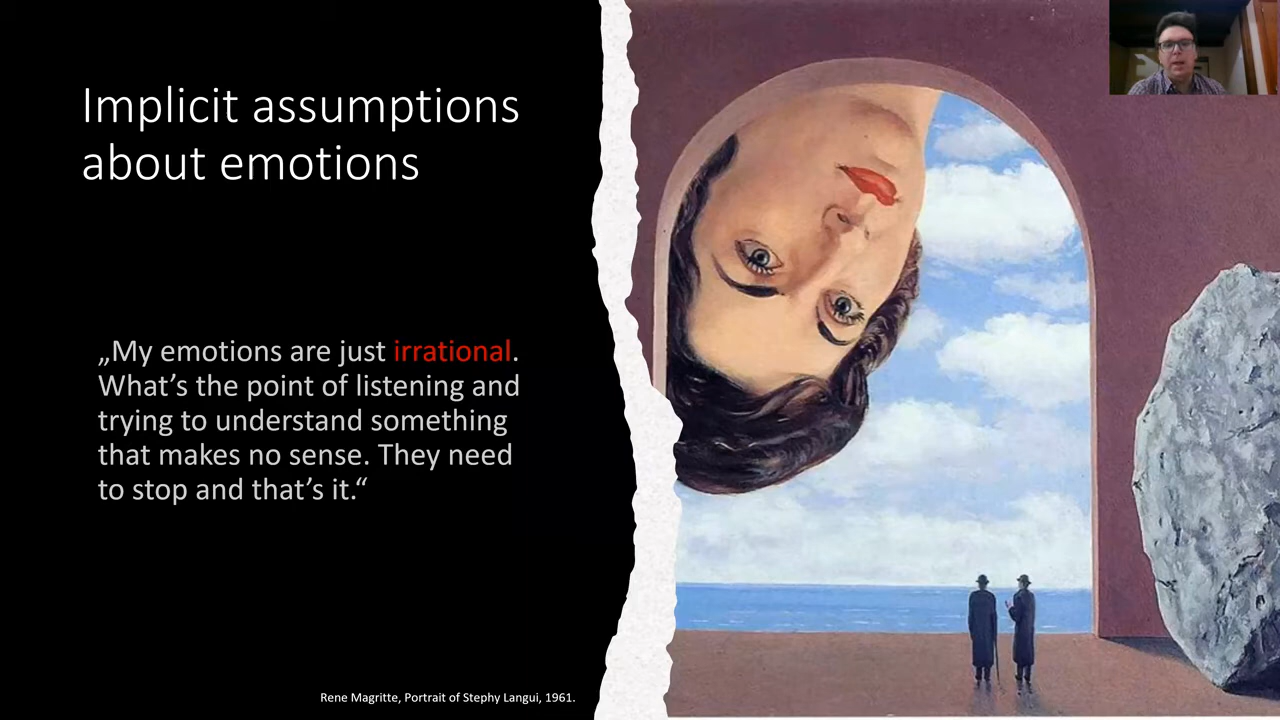 Implicit assumptions
about emotions
„My emotions are just irrational.
What’s the point of listening and
trying to understand something
that makes no sense. They need
to stop and that’s it.“
Rene Magritte, Portrait of Stephy Langui, 1961.